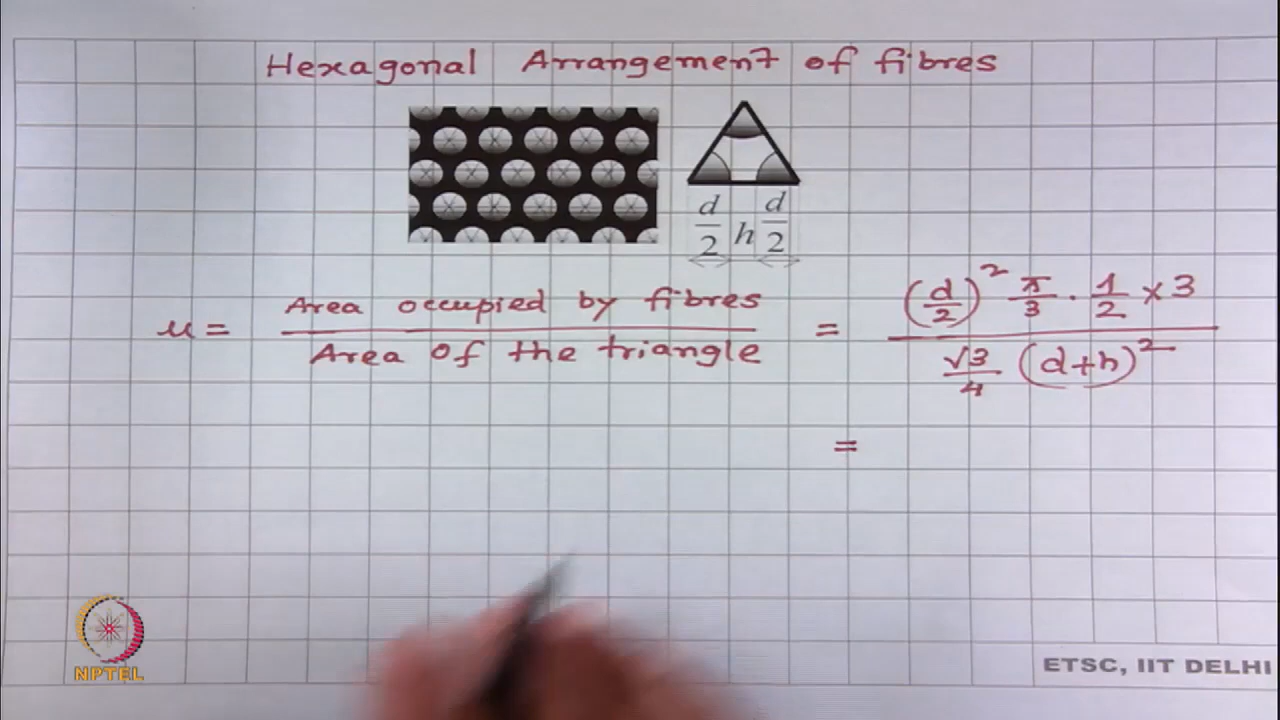 Hexagonal Arrangement of fibres
d/2 h d/2
μ = Area occupied by fibres / Area of the triangle = (d/2)² π/3 · 1/2 × 3 / √3/4 (d+h)²
=
NPTEL
ETSC, IIT DELHI